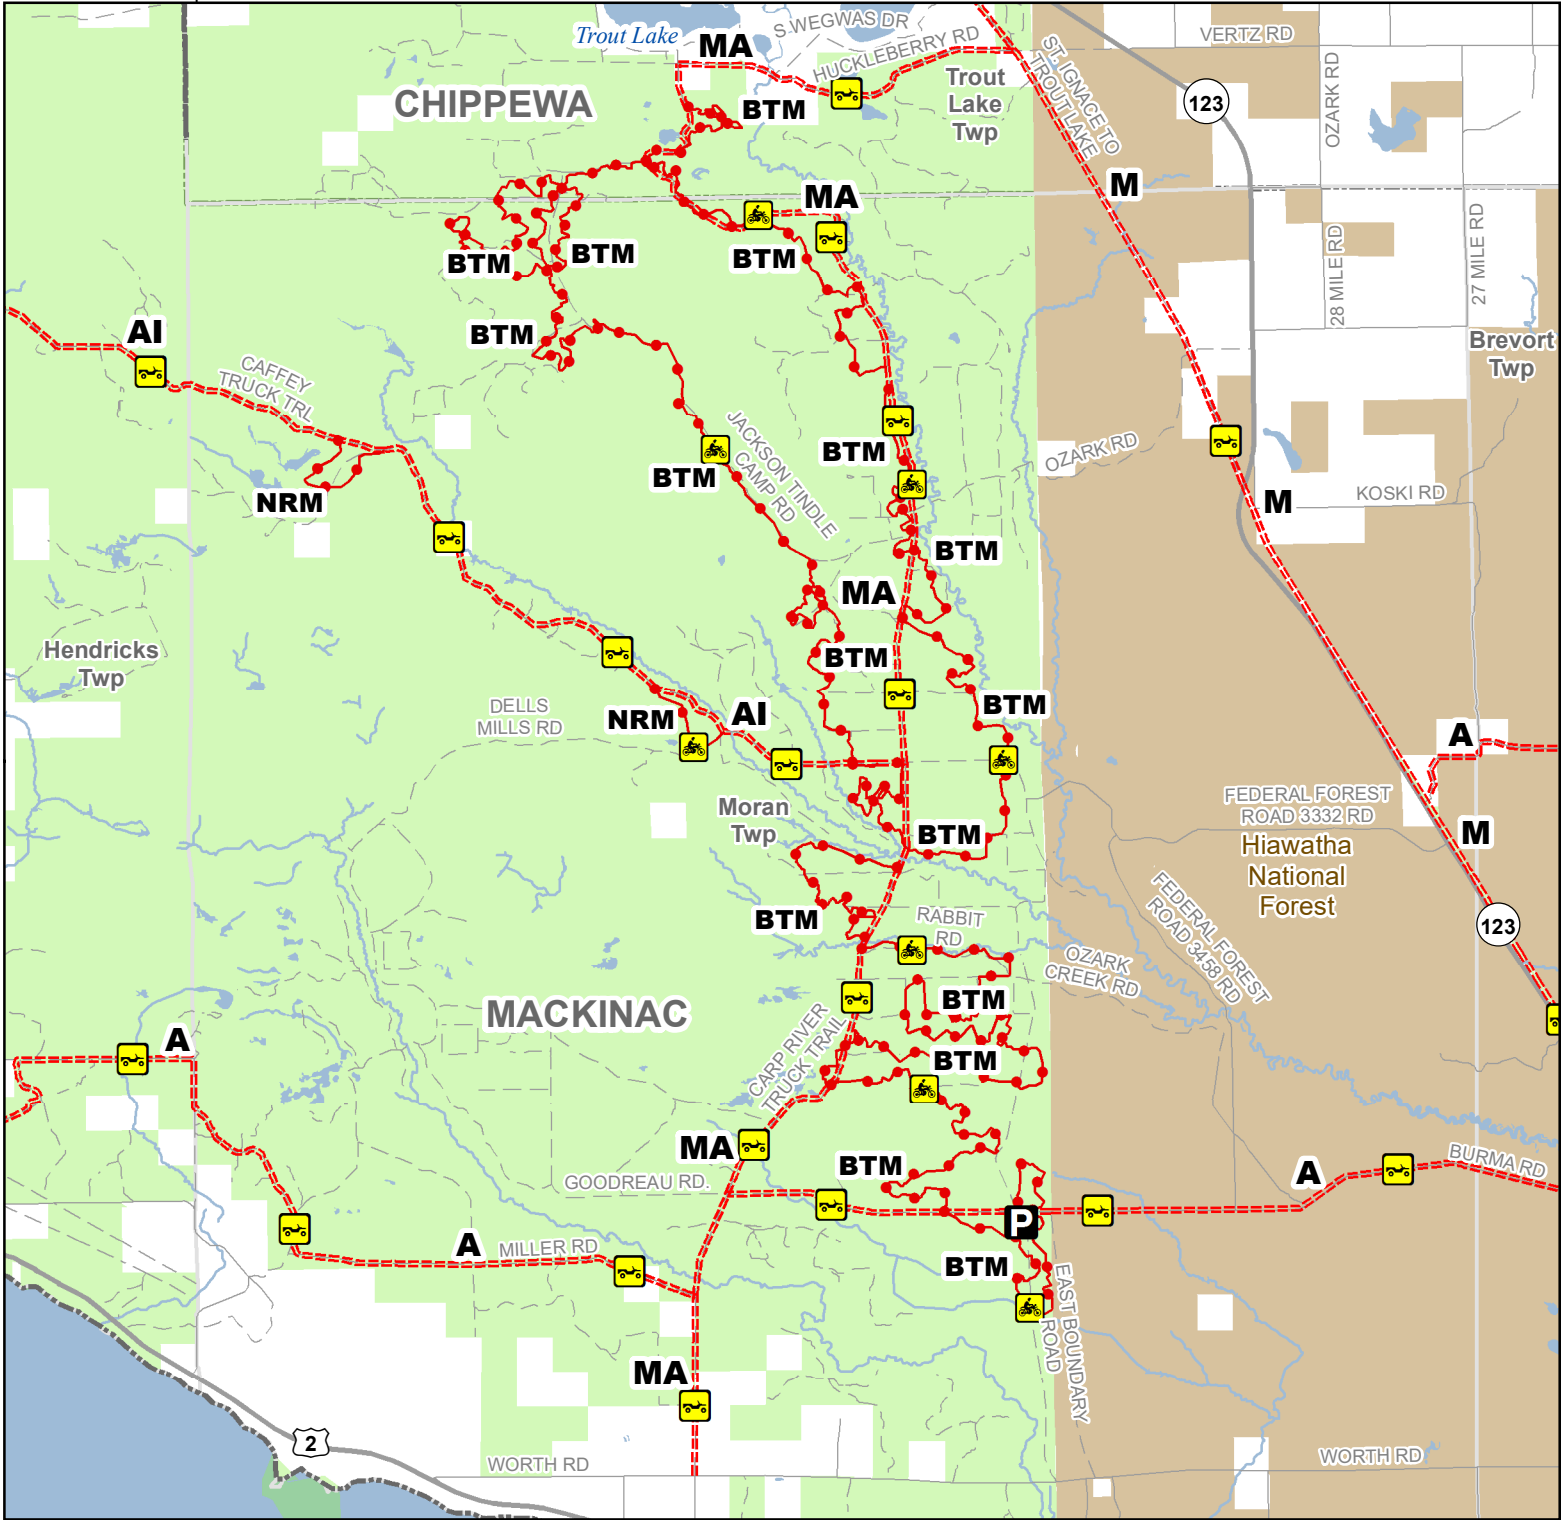 Trout Lake
MA
S WEGWAS DR
HUCKLEBERRY RD
VERTZ RD
ST. IGNACE TO
TROUT LAKE
OZARK RD
CHIPPEWA
BTM
Trout
Lake
Twp
123
M
MA
BTM
BTM
BTM
28 MILE RD
27 MILE RD
AI
BTM
Brevort
Twp
CAFFEY
TRUCK TRL
JACKSON TINDLE
CAMP RD
BTM
BTM
OZARK RD
NRM
M
KOSKI RD
BTM
MA
Hendricks
Twp
BTM
DELLS
MILLS RD
NRM
AI
BTM
A
Moran
Twp
BTM
FEDERAL FOREST
ROAD 3332 RD
M
Hiawatha
National
Forest
BTM
RABBIT
RD
FEDERAL FOREST
ROAD 3458 RD
123
OZARK
CREEK RD
MACKINAC
BTM
CARP RIVER
TRUCK TRAIL
A
BTM
MA
BTM
GOODREAU RD.
A
BURMA RD
P
A
MILLER RD
BTM
EAST BOUNDARY
ROAD
MA
2
WORTH RD
WORTH RD